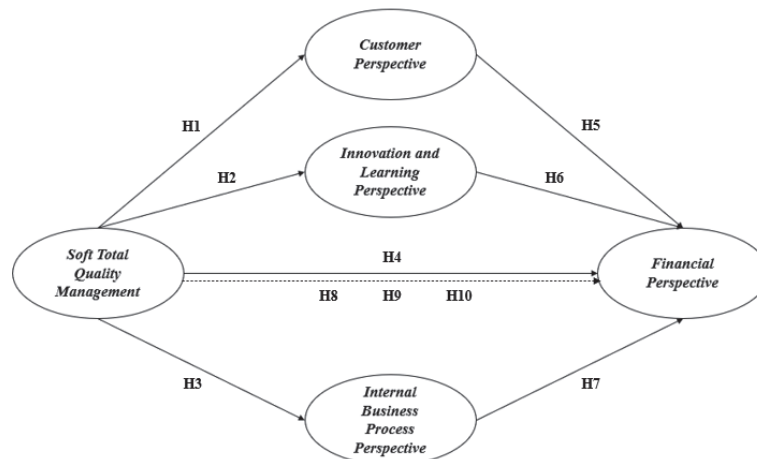 Customer
Perspective
H1
H5
Innovation and
Learning
Perspective
H2
H6
Soft Total
Quality
Management
H4
Financial
Perspective
H8 H9 H10
H3
H7
Internal
Business
Process
Perspective